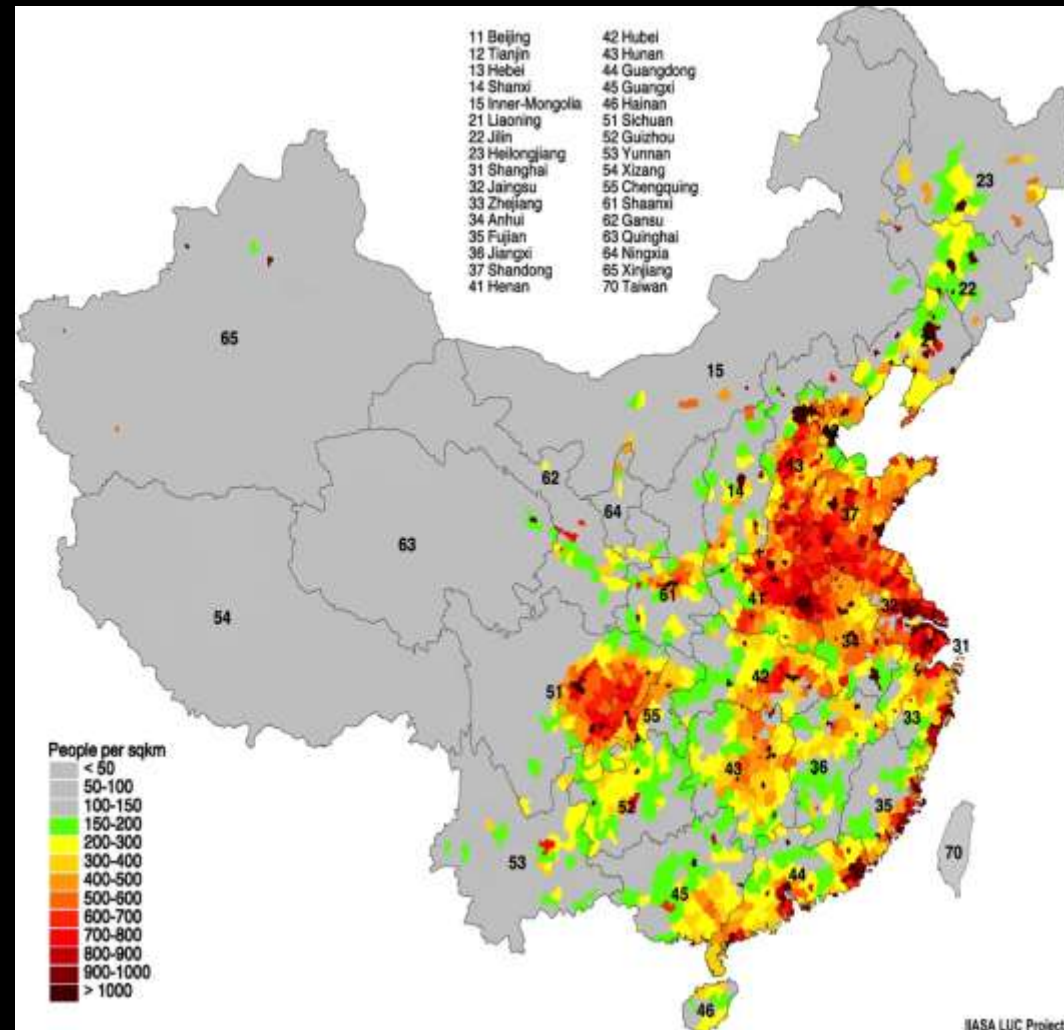 11 Beijing
12 Tianjin
13 Hebei
14 Shanxi
15 Inner-Mongolia
21 Liaoning
22 Jilin
23 Heilongjiang
31 Shanghai
32 Jaingsu
33 Zhejiang
34 Anhui
35 Fujian
36 Jiangxi
37 Shandong
41 Henan
42 Hubei
43 Hunan
44 Guangdong
45 Guangxi
46 Hainan
51 Sichuan
52 Guizhou
53 Yunnan
54 Xizang
55 Chengquing
61 Shaanxi
62 Gansu
63 Quinghai
64 Ningxia
65 Xinjiang
70 Taiwan
23
22
65
15
13
62
14
37
64
63
61
41
32
54
34
31
42
51
55
33
43
36
52
35
70
53
44
45
46
People per sqkm
< 50
50-100
100-150
150-200
200-300
300-400
400-500
500-600
600-700
700-800
800-900
900-1000
> 1000
IIASA LUC Project